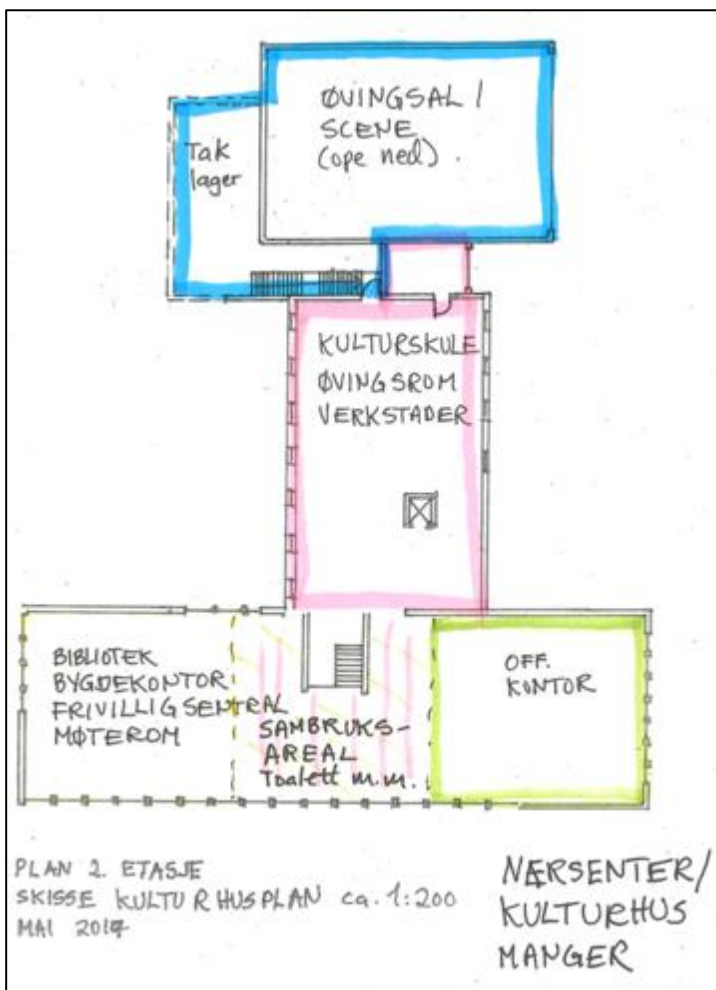 ØVINGSAL /
SCENE
(ope ned)
Tak
lager
KULTURSKULE
ØVINGSROM
VERKSTADER
BIBLIOTEK
BYGDEKONTOR
FRIVILLIGSENTRAL
MØTEROM
SAMBRUKS-
AREAL
Toalett m.m.
OFF.
KONTOR
PLAN 2. ETASJE
SKISSE KULTURHUSPLAN ca. 1:200
MAI 2014
NÆRSENTER/
KULTURHUS
MANGER